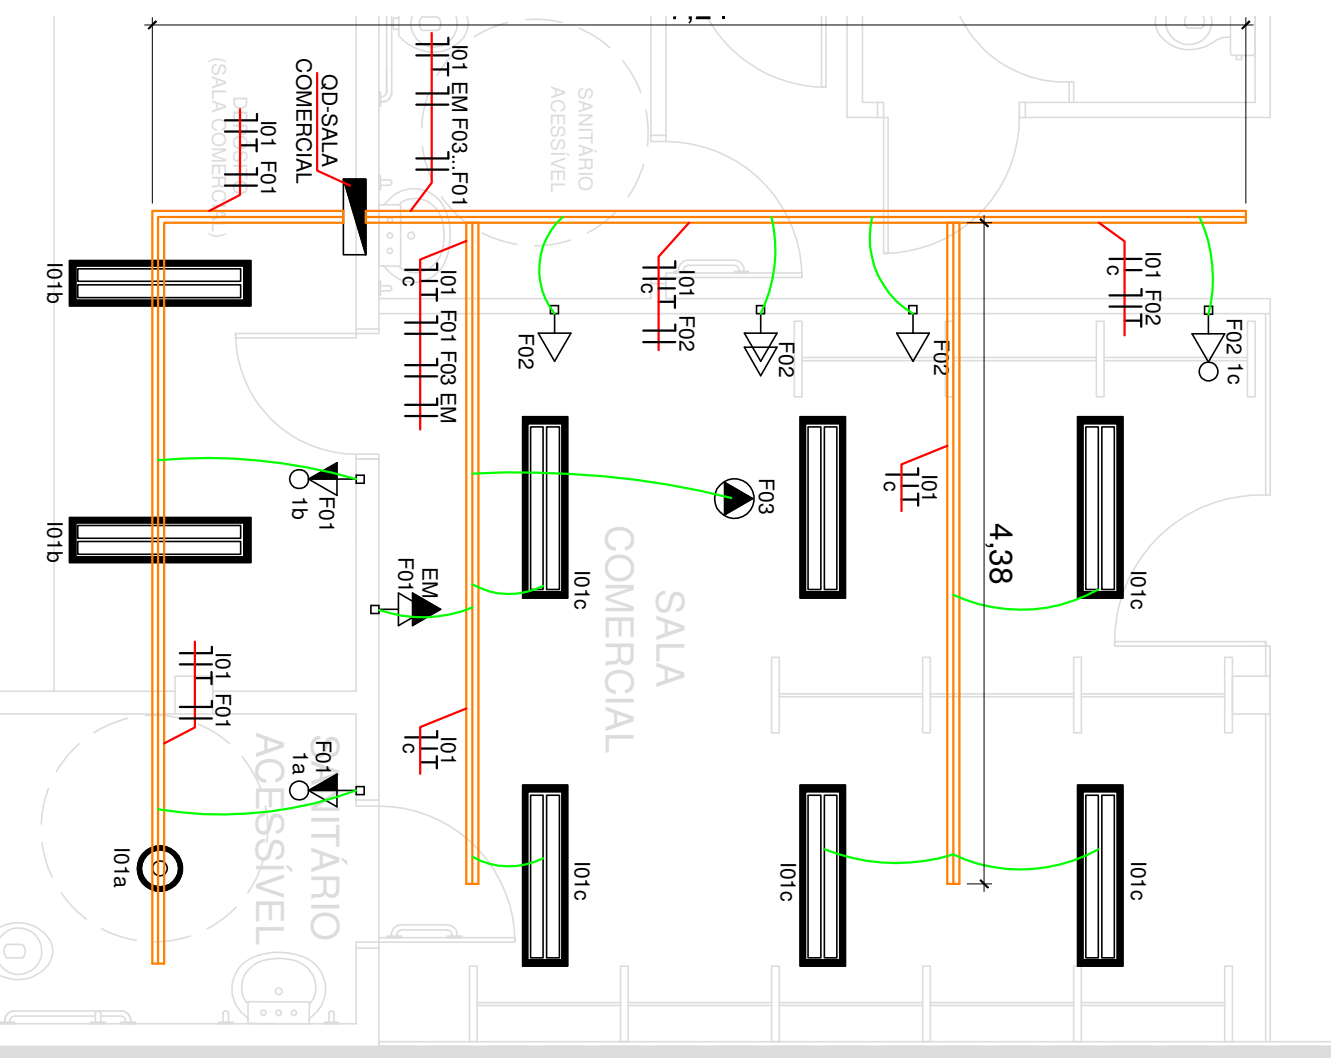 I01 EM F03...F01
QD-SALA
COMERCIAL
I01 F01
(SALA COMERCIAL)
SANITÁRIO
ACESSÍVEL
I01b
I01 F01 F03 EM
c
I01 F02
c
I01 F02
c
F02
F02
F02
F02 1c
F01
1b
I01b
F03
I01
c
4,38
EM
F01
I01c
I01c
SALA
COMERCIAL
I01 F01
I01
c
F01
1a
SANITÁRIO
ACESSÍVEL
I01a
I01c
I01c
I01c